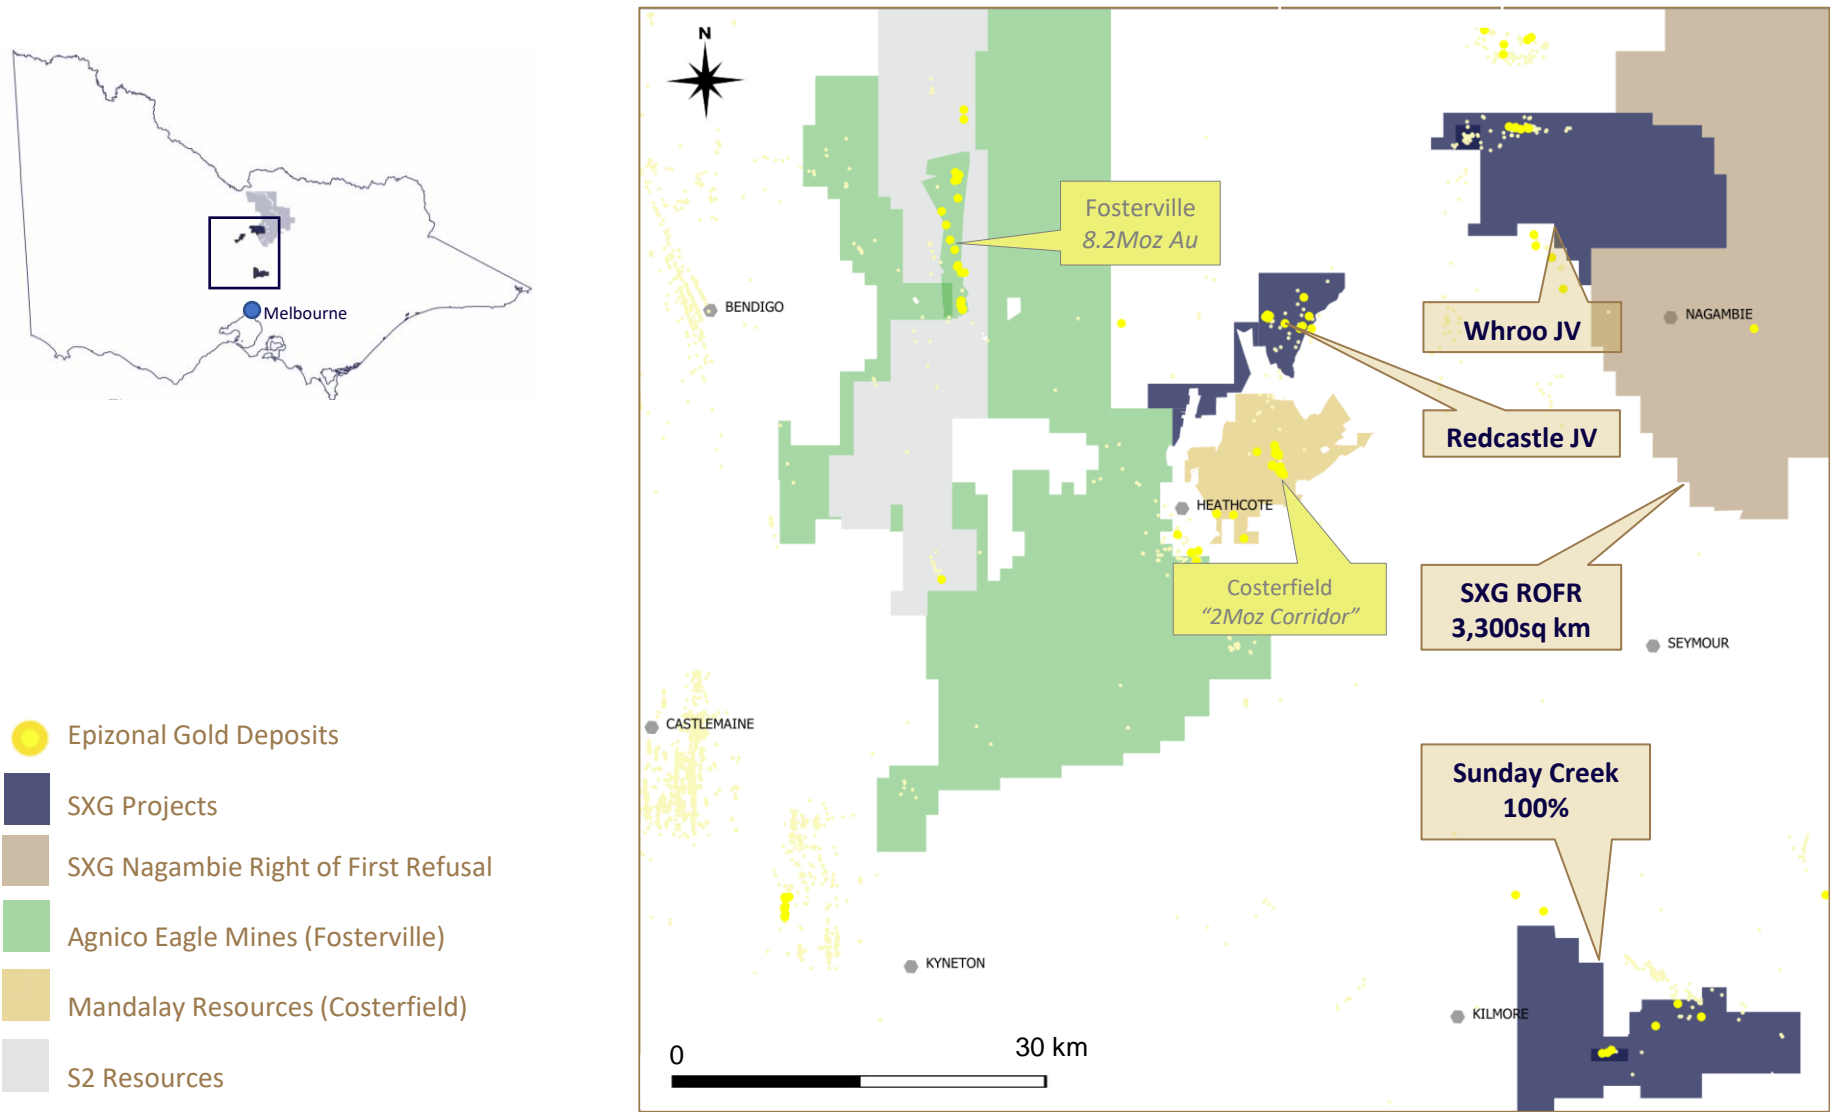 Melbourne
Epizonal Gold Deposits
SXG Projects
SXG Nagambie Right of First Refusal
Agnico Eagle Mines (Fosterville)
Mandalay Resources (Costerfield)
S2 Resources
N
Fosterville
8.2Moz Au
BENDIGO
NAGAMBIE
Whroo JV
Redcastle JV
HEATHCOTE
Costerfield
“2Moz Corridor”
SXG ROFR
3,300sq km
SEYMOUR
CASTLEMAINE
Sunday Creek
100%
KYNETON
KILMORE
0
30 km